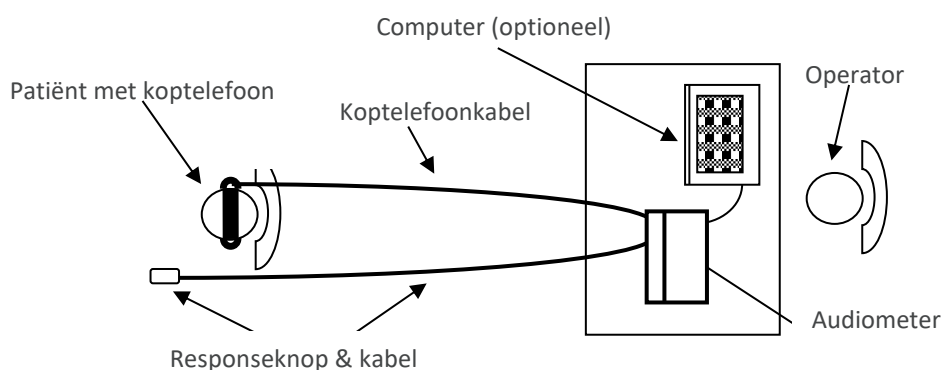 Computer (optioneel)
Operator
Patiënt met koptelefoon
Koptelefoonkabel
Audiometer
Responseknop & kabel